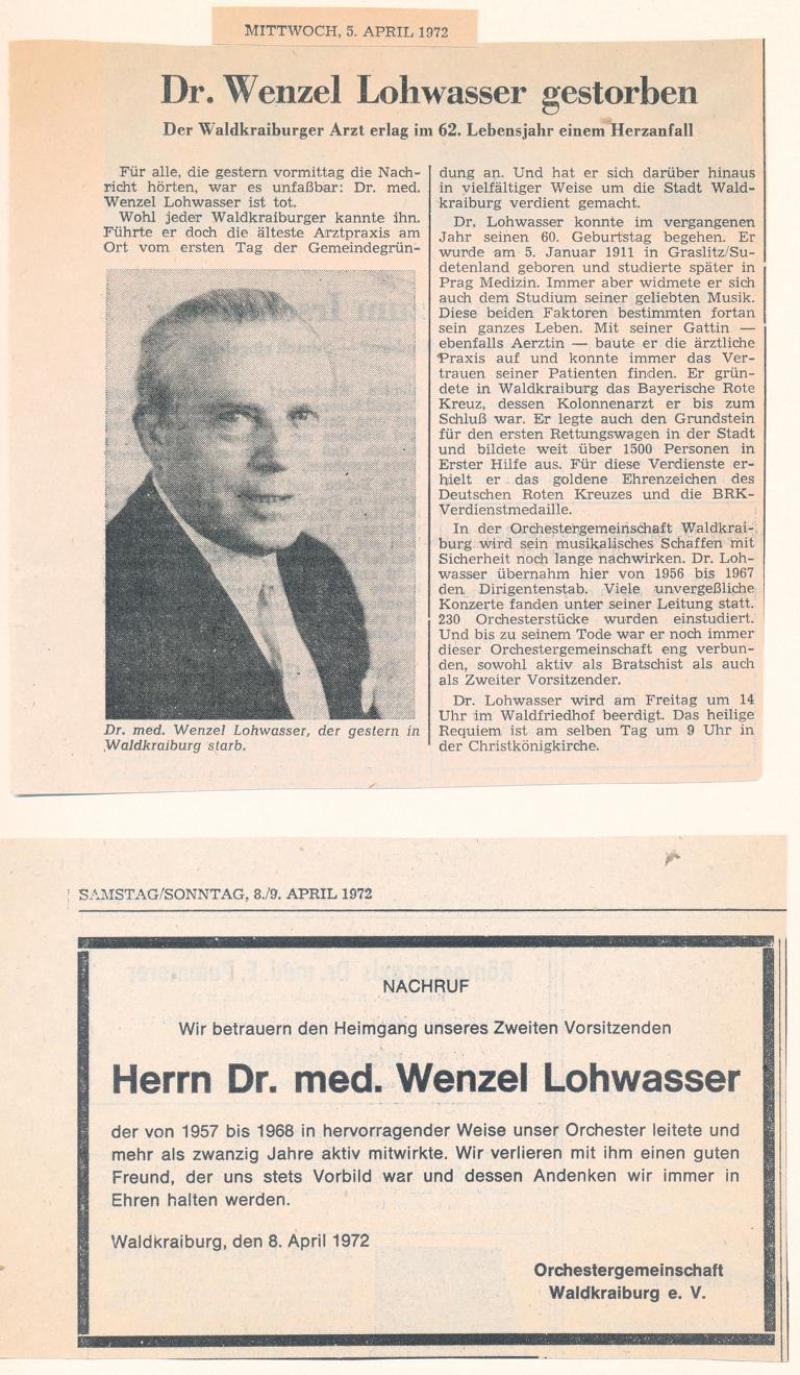 MITTWOCH, 5. APRIL 1972
Dr. Wenzel Lohwasser gestorben
Der Waldkraiburger Arzt erlag im 62. Lebensjahr einem Herzanfall
Für alle, die gestern vormittag die Nach-
richt hörten, war es unfaßbar: Dr. med.
Wenzel Lohwasser ist tot.
Wohl jeder Waldkraiburger kannte ihn.
Führte er doch die älteste Arztpraxis am
Ort vom ersten Tag der Gemeindegrün-
Dr. med. Wenzel Lohwasser, der gestern in
Waldkraiburg starb.
dung an. Und hat er sich darüber hinaus
in vielfältiger Weise um die Stadt Wald-
kraiburg verdient gemacht.
Dr. Lohwasser konnte im vergangenen
Jahr seinen 60. Geburtstag begehen. Er
wurde am 5. Januar 1911 in Graslitz/Su-
detenland geboren und studierte später in
Prag Medizin. Immer aber widmete er sich
auch dem Studium seiner geliebten Musik.
Diese beiden Faktoren bestimmten fortan
sein ganzes Leben. Mit seiner Gattin —
ebenfalls Aerztin — baute er die ärztliche
Praxis auf und konnte immer das Ver-
trauen seiner Patienten finden. Er grün-
dete in Waldkraiburg das Bayerische Rote
Kreuz, dessen Kolonnenarzt er bis zum
Schluß war. Er legte auch den Grundstein
für den ersten Rettungswagen in der Stadt
und bildete weit über 1500 Personen in
Erster Hilfe aus. Für diese Verdienste er-
hielt er das goldene Ehrenzeichen des
Deutschen Roten Kreuzes und die BRK-
Verdienstmedaille.
In der Orchestergemeinschaft Waldkrai-
burg wird sein musikalisches Schaffen mit
Sicherheit noch lange nachwirken. Dr. Loh-
wasser übernahm hier von 1956 bis 1967
den Dirigentenstab. Viele unvergeßliche
Konzerte fanden unter seiner Leitung statt.
230 Orchesterstücke wurden einstudiert.
Und bis zu seinem Tode war er noch immer
dieser Orchestergemeinschaft eng verbun-
den, sowohl aktiv als Bratschist als auch
als Zweiter Vorsitzender.
Dr. Lohwasser wird am Freitag um 14
Uhr im Waldfriedhof beerdigt. Das heilige
Requiem ist am selben Tag um 9 Uhr in
der Christkönigkirche.
SAMSTAG/SONNTAG, 8./9. APRIL 1972
NACHRUF
Wir betrauern den Heimgang unseres Zweiten Vorsitzenden
Herrn Dr. med. Wenzel Lohwasser
der von 1957 bis 1968 in hervorragender Weise unser Orchester leitete und
mehr als zwanzig Jahre aktiv mitwirkte. Wir verlieren mit ihm einen guten
Freund, der uns stets Vorbild war und dessen Andenken wir immer in
Ehren halten werden.
Waldkraiburg, den 8. April 1972
Orchestergemeinschaft
Waldkraiburg e. V.